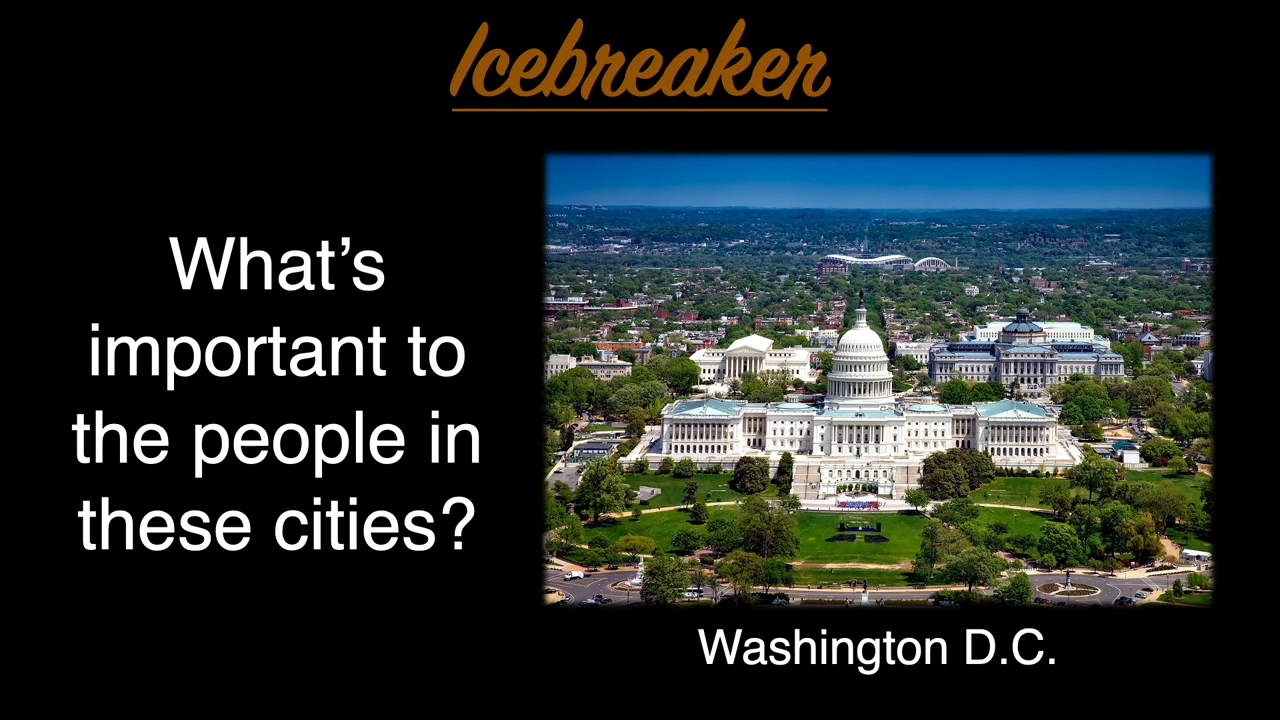 Icebreaker
What’s
important to
the people in
these cities?
Washington D.C.